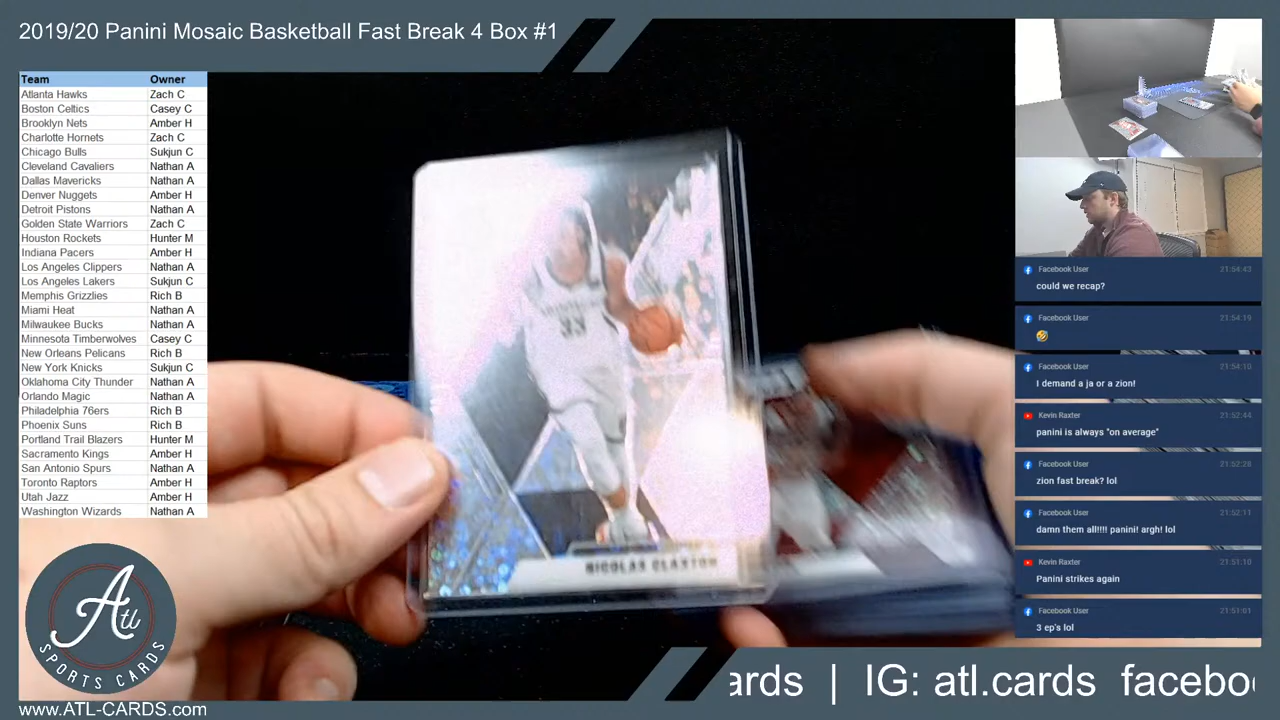 2019/20 Panini Mosaic Basketball Fast Break 4 Box #1
Team Owner
Atlanta Hawks Zach C
Boston Celtics Casey C
Brooklyn Nets Amber H
Charlotte Hornets Zach C
Chicago Bulls Sukjun C
Cleveland Cavaliers Nathan A
Dallas Mavericks Nathan A
Denver Nuggets Amber H
Detroit Pistons Nathan A
Golden State Warriors Zach C
Houston Rockets Hunter M
Indiana Pacers Amber H
Los Angeles Clippers Nathan A
Los Angeles Lakers Sukjun C
Memphis Grizzlies Rich B
Miami Heat Nathan A
Milwaukee Bucks Nathan A
Minnesota Timberwolves Casey C
New Orleans Pelicans Rich B
New York Knicks Sukjun C
Oklahoma City Thunder Nathan A
Orlando Magic Nathan A
Philadelphia 76ers Rich B
Phoenix Suns Rich B
Portland Trail Blazers Hunter M
Sacramento Kings Amber H
San Antonio Spurs Nathan A
Toronto Raptors Amber H
Utah Jazz Amber H
Washington Wizards Nathan A
Atl
SPORTS CARDS
www.ATL-CARDS.com
33
NICOLAS CLAXTON
Facebook User 21:54:43
could we recap?
Facebook User 21:54:19
🤣
Facebook User 21:54:10
I demand a ja or a zion!
Kevin Raxter 21:52:44
panini is always "on average"
Facebook User 21:52:28
zion fast break? lol
Facebook User 21:52:11
damn them all!!!! panini! argh! lol
Kevin Raxter 21:51:10
Panini strikes again
Facebook User 21:51:01
3 ep's lol
ards | IG: atl.cards facebo